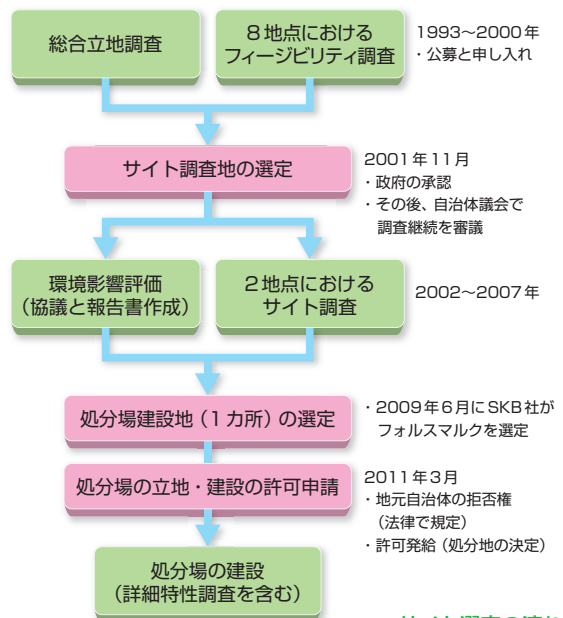 総合立地調査
8地点における
フィージビリティ調査
1993～2000年
・公募と申し入れ
サイト調査地の選定
2001年11月
・政府の承認
・その後、自治体議会で
調査継続を審議
環境影響評価
（協議と報告書作成）
2地点における
サイト調査
2002～2007年
処分場建設地（1カ所）の選定
・2009年6月にSKB社が
フォルスマルクを選定
処分場の立地・建設の許可申請
2011年3月
・地元自治体の拒否権
（法律で規定）
・許可発給（処分地の決定）
処分場の建設
（詳細特性調査を含む）